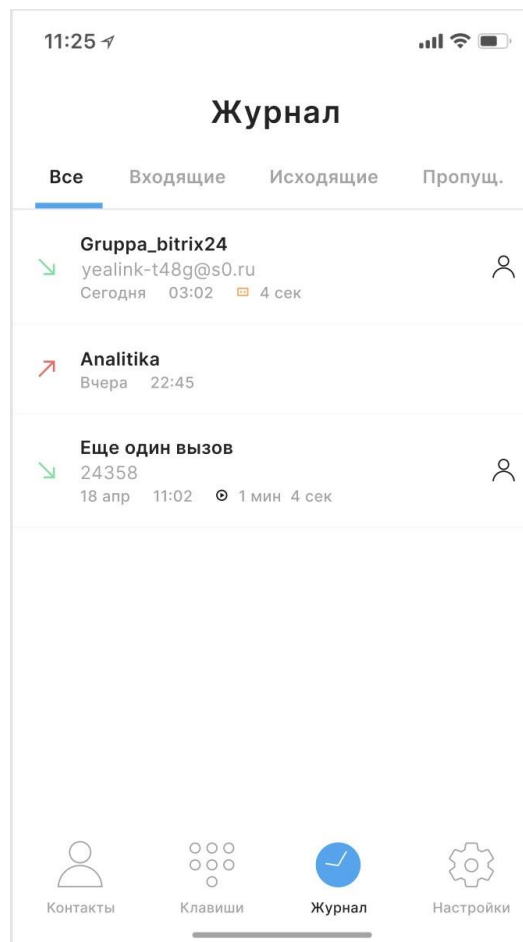 11:25
Журнал
Все Входящие Исходящие Пропущ.
Gruppa_bitrix24
yealink-t48g@s0.ru
Сегодня 03:02 4 сек
Analitika
Вчера 22:45
Еще один вызов
24358
18 апр 11:02 1 мин 4 сек
Контакты Клавиши Журнал Настройки